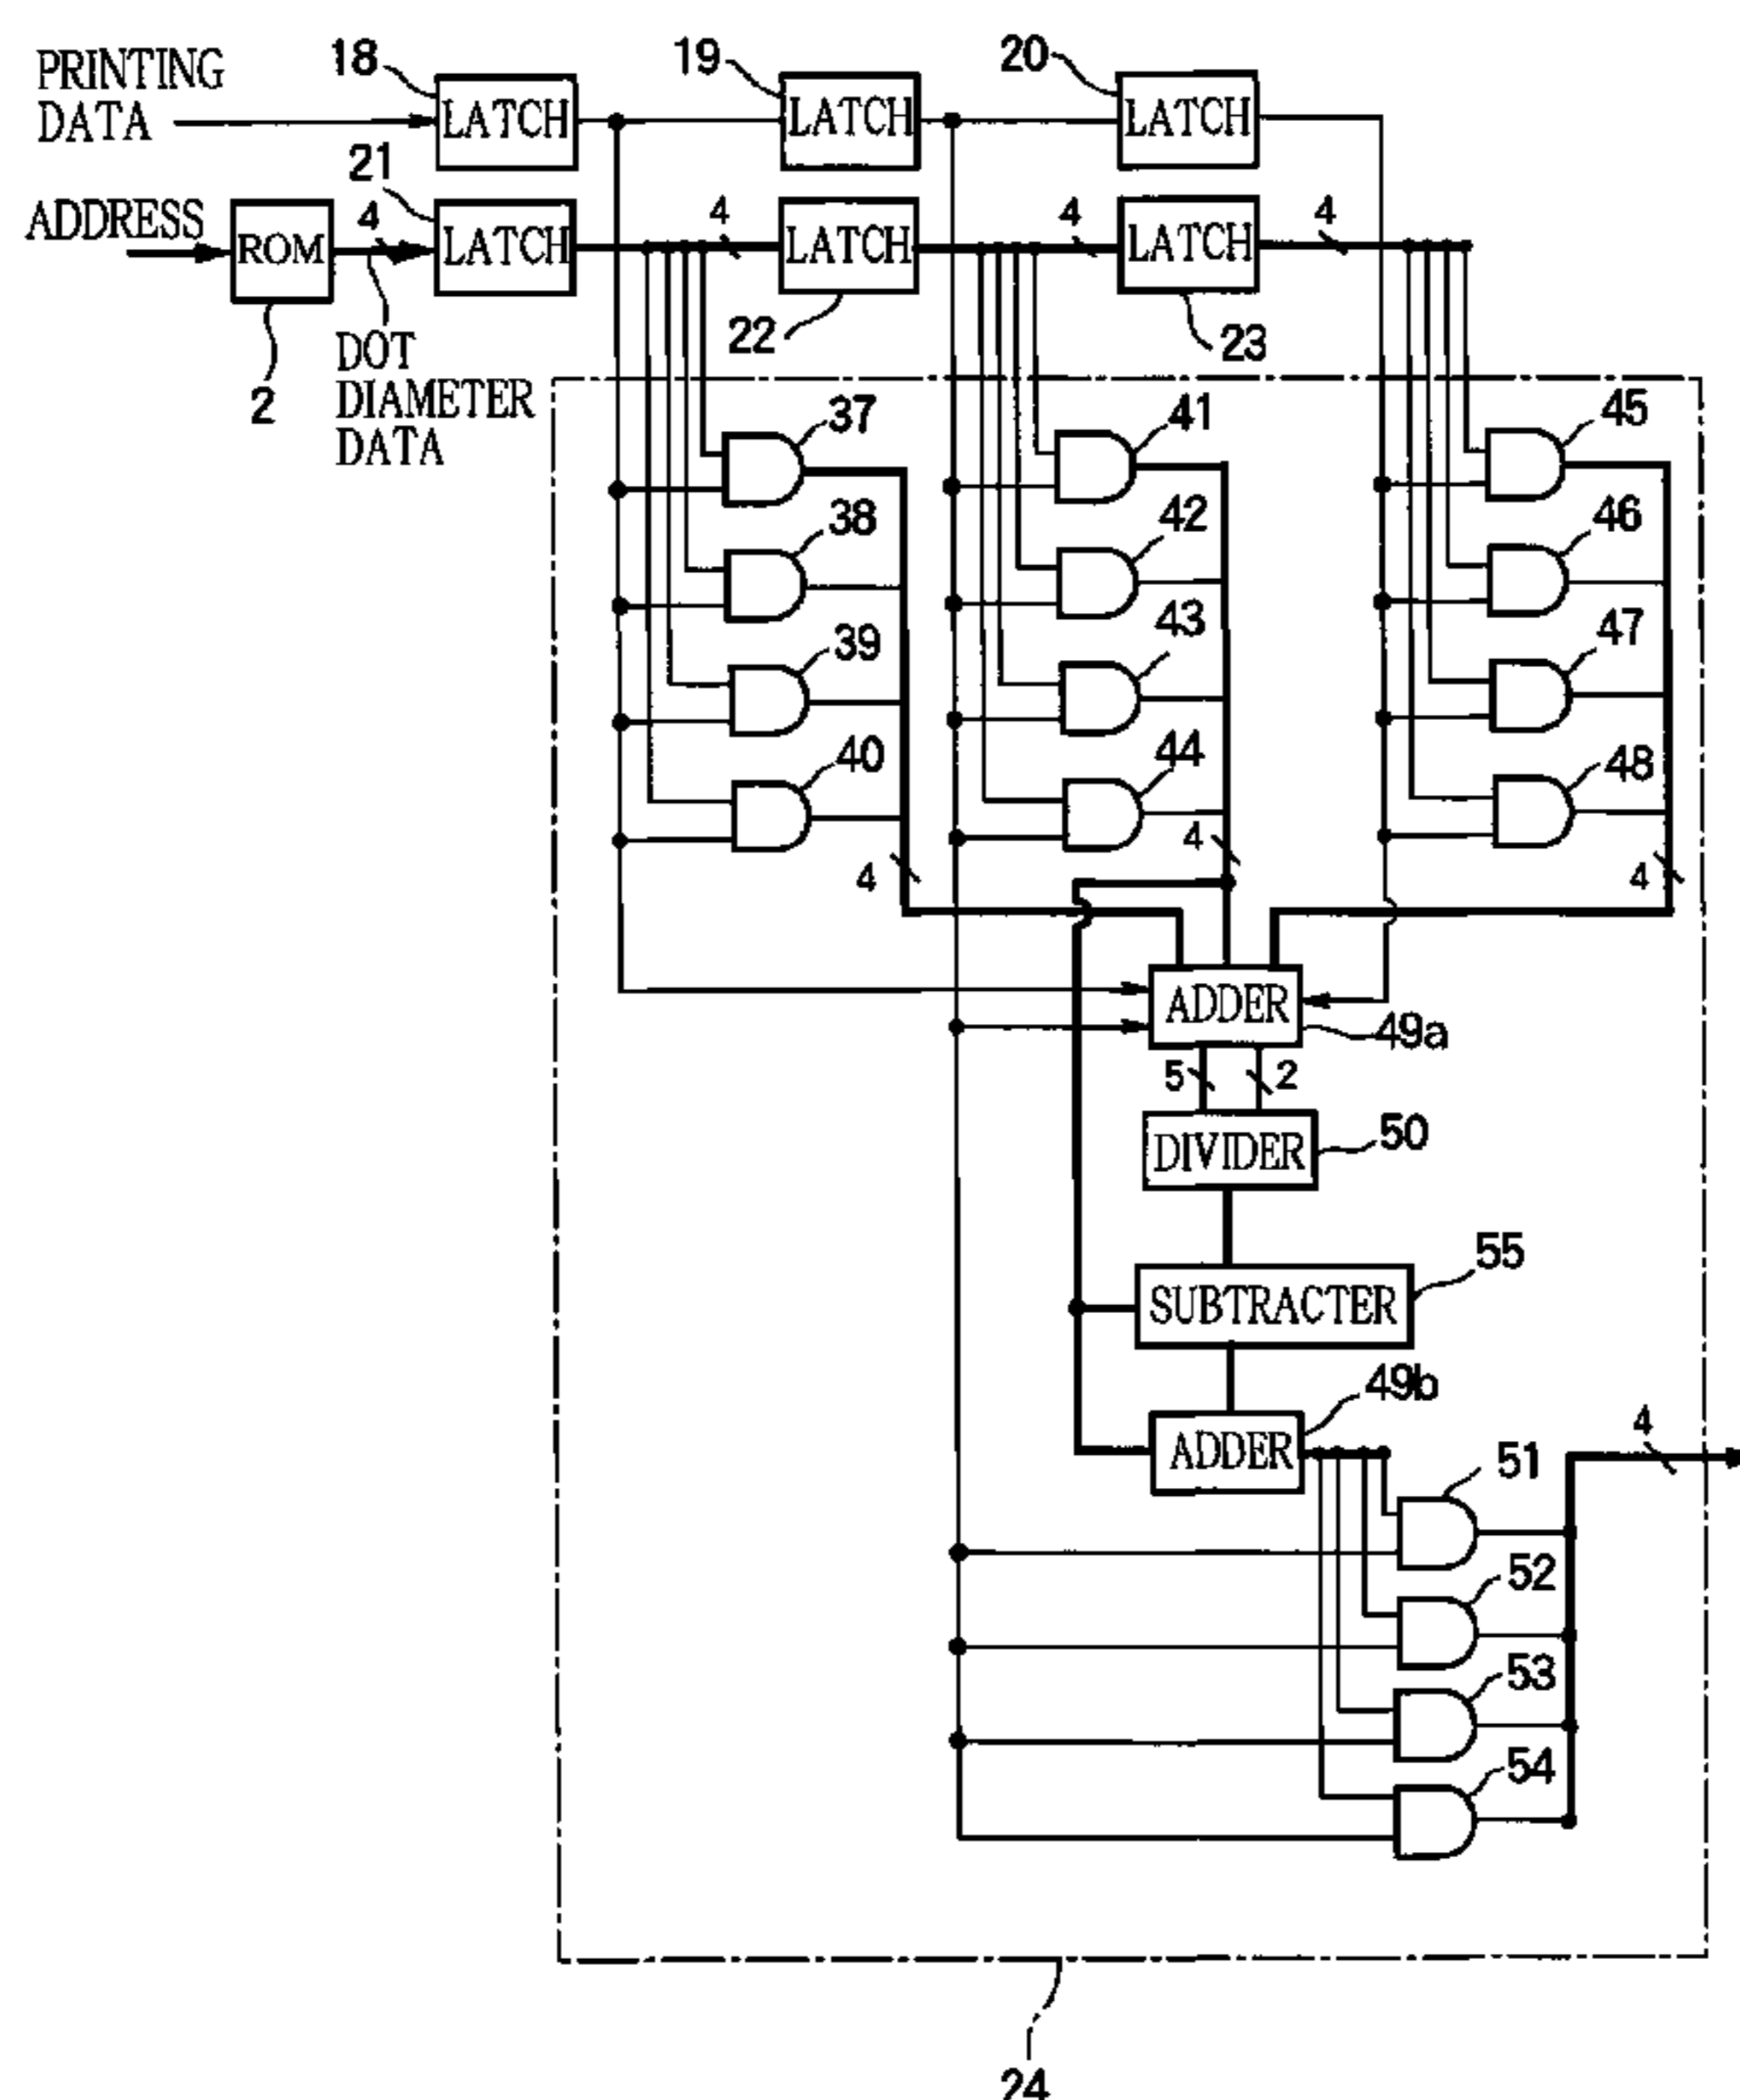 PRINTING
DATA
18
LATCH
19
LATCH
20
LATCH
ADDRESS
ROM
2
4
DOT
DIAMETER
DATA
21
LATCH
4
LATCH
22
4
LATCH
23
4
37
38
39
40
4
41
42
43
44
4
45
46
47
48
4
ADDER
49a
5
2
DIVIDER
50
SUBTRACTER
55
ADDER
49b
4
51
52
53
54
24